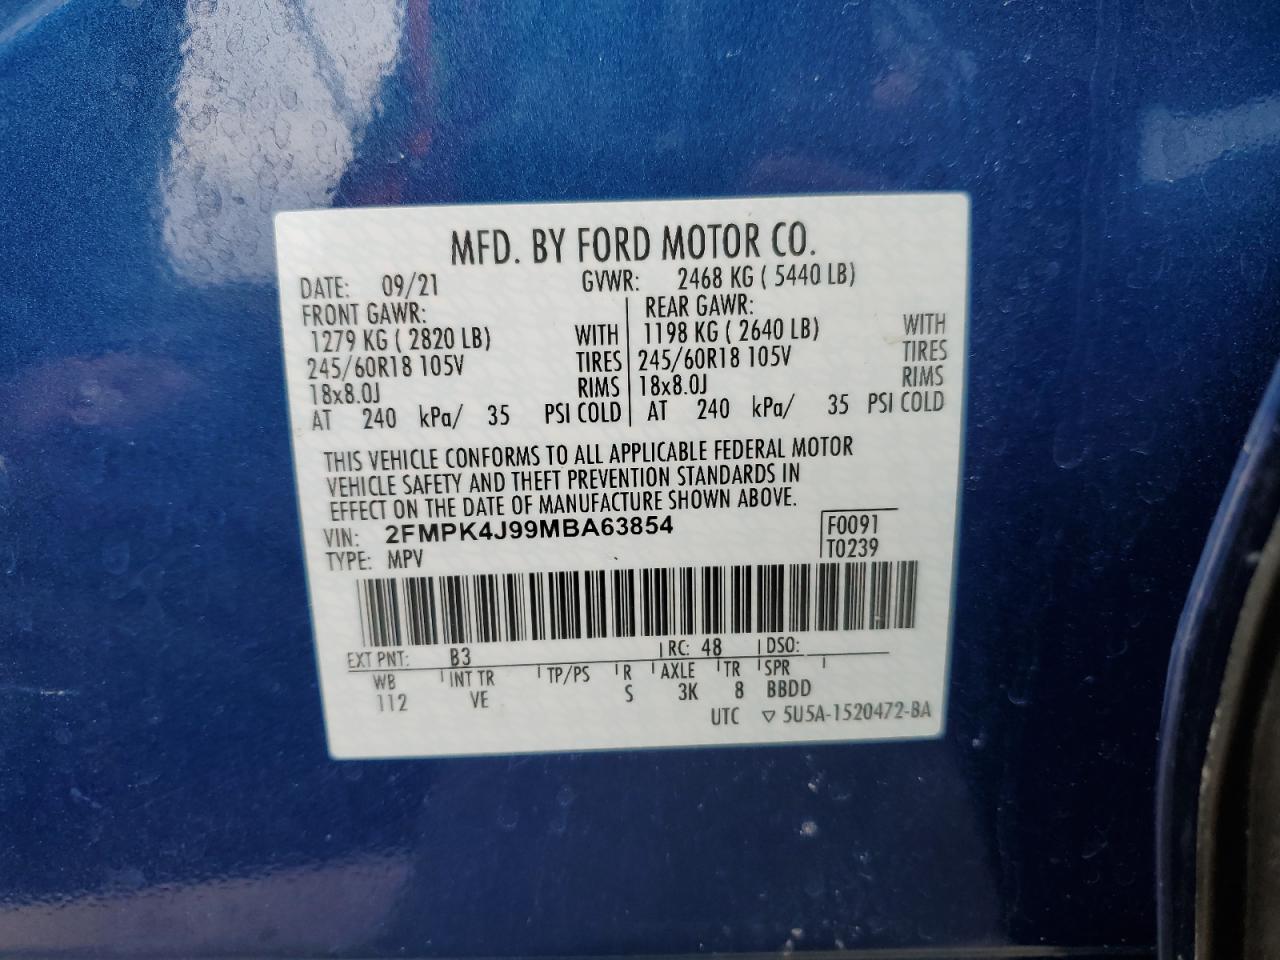 MFD. BY FORD MOTOR CO.
DATE: 09/21 GVWR: 2468 KG ( 5440 LB)
FRONT GAWR: REAR GAWR:
1279 KG ( 2820 LB) WITH 1198 KG ( 2640 LB) WITH
245/60R18 105V TIRES 245/60R18 105V TIRES
18x8.0J RIMS 18x8.0J RIMS
AT 240 kPa/ 35 PSI COLD AT 240 kPa/ 35 PSI COLD
THIS VEHICLE CONFORMS TO ALL APPLICABLE FEDERAL MOTOR
VEHICLE SAFETY AND THEFT PREVENTION STANDARDS IN
EFFECT ON THE DATE OF MANUFACTURE SHOWN ABOVE.
VIN: 2FMPK4J99MBA63854 F0091
TYPE: MPV T0239
EXT PNT: B3 RC: 48 DSO:
WB INT TR TP/PS R AXLE TR SPR
112 VE S 3K 8 BBDD
UTC ▽ 5U5A-1520472-BA